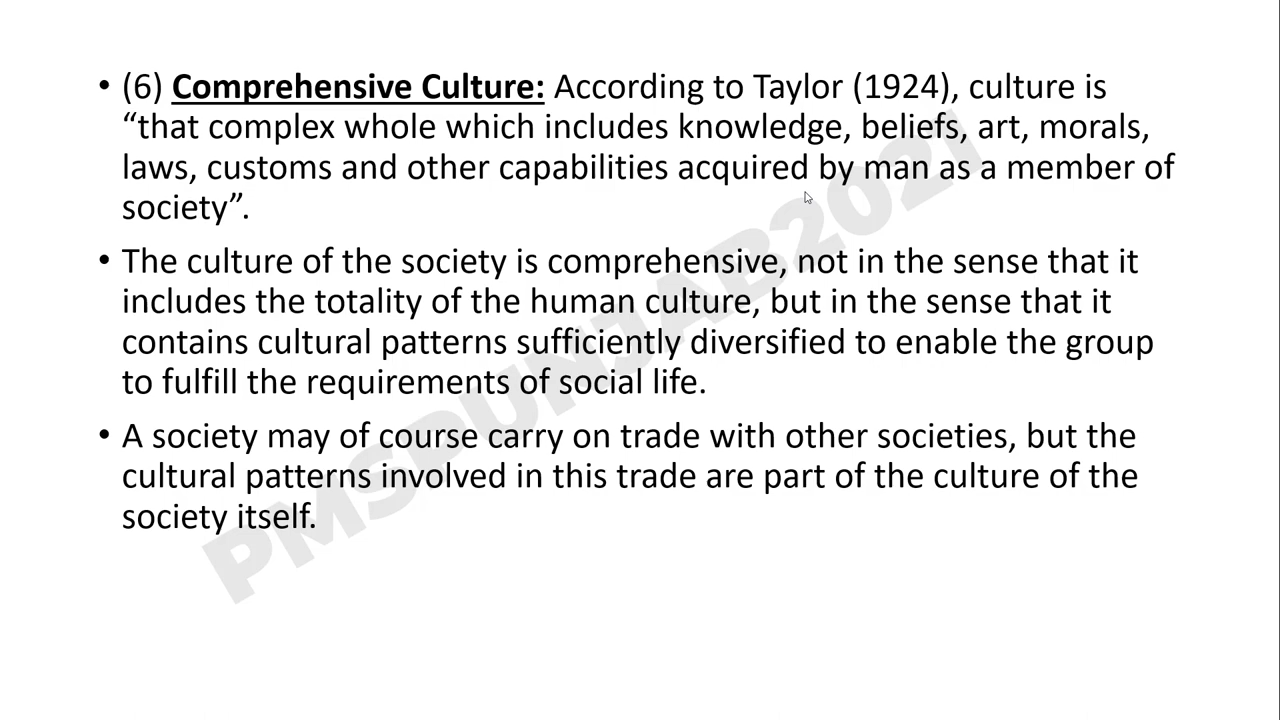 • (6) Comprehensive Culture: According to Taylor (1924), culture is
“that complex whole which includes knowledge, beliefs, art, morals,
laws, customs and other capabilities acquired by man as a member of
society”.
• The culture of the society is comprehensive, not in the sense that it
includes the totality of the human culture, but in the sense that it
contains cultural patterns sufficiently diversified to enable the group
to fulfill the requirements of social life.
• A society may of course carry on trade with other societies, but the
cultural patterns involved in this trade are part of the culture of the
society itself.
PMSPUNJAB2021